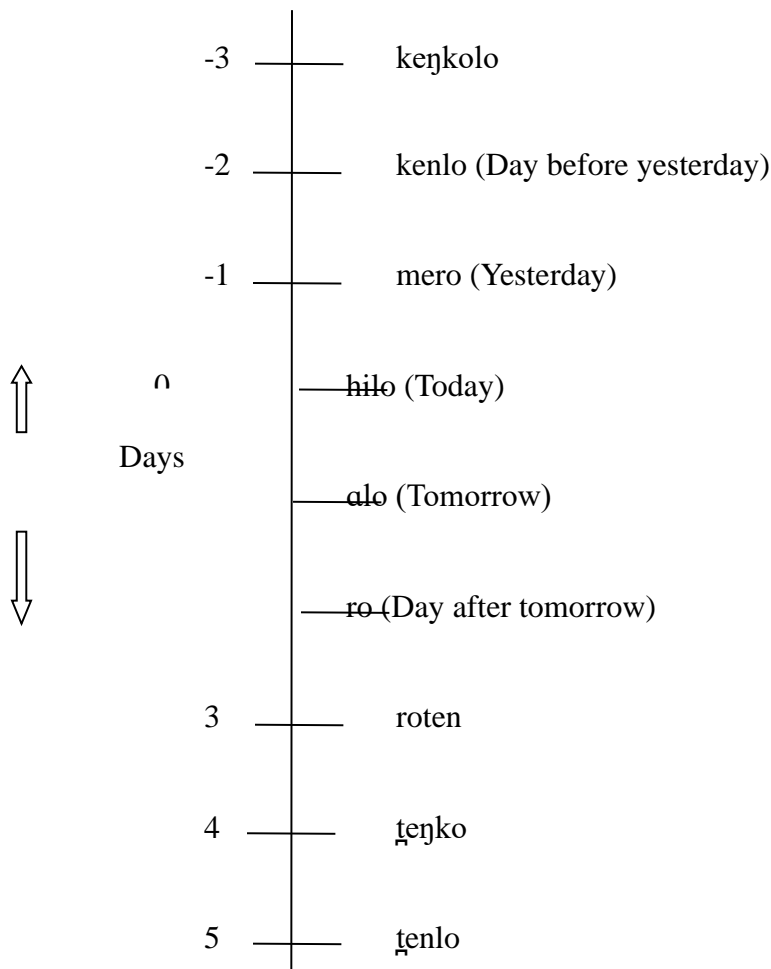 -3 keŋkolo
-2 kenlo (Day before yesterday)
-1 mero (Yesterday)
0 hilo (Today)
Days
alo (Tomorrow)
ro (Day after tomorrow)
3 roten
4 t̪eŋko
5 t̪enlo